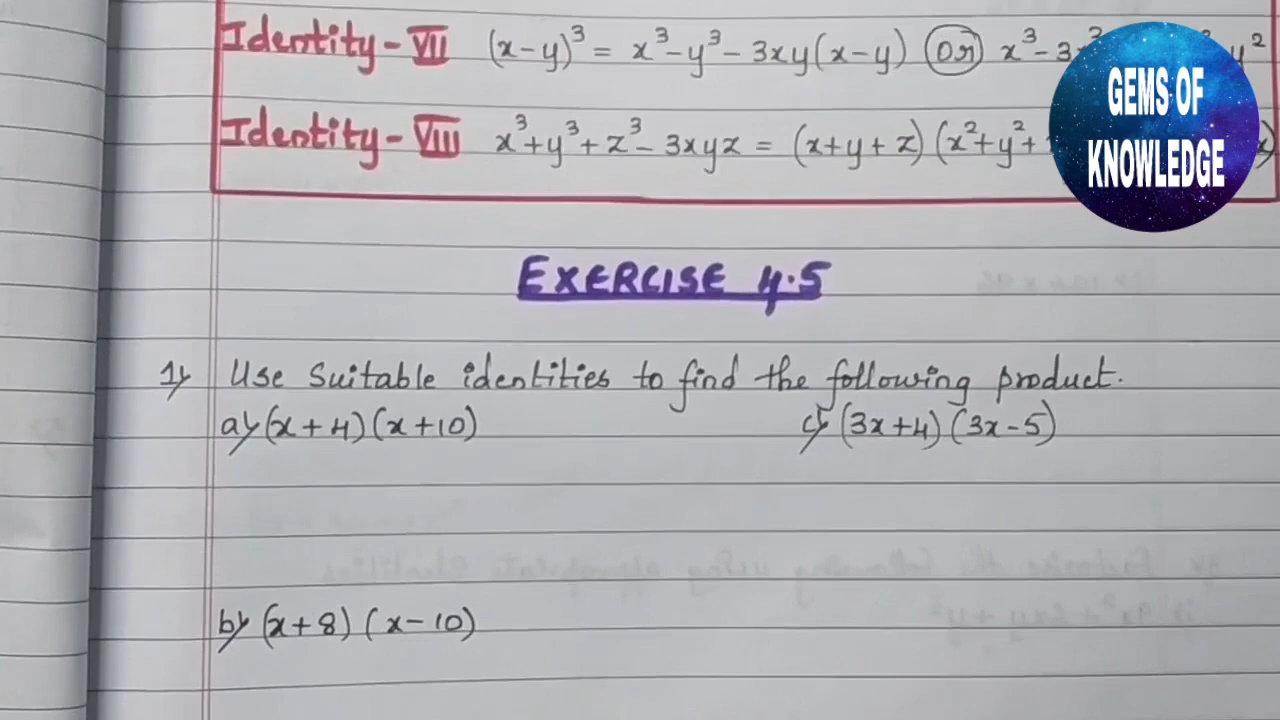 Identity-VII (x-y)³ = x³-y³-3xy(x-y) Or x³-3 y²
Identity-VIII x³+y³+z³-3xyz = (x+y+z)(x²+y²+
GEMS OF
KNOWLEDGE
EXERCISE 4.5
1) Use Suitable identities to find the following product.
a) (x+4)(x+10) c) (3x+4)(3x-5)
b) (x+8)(x-10)